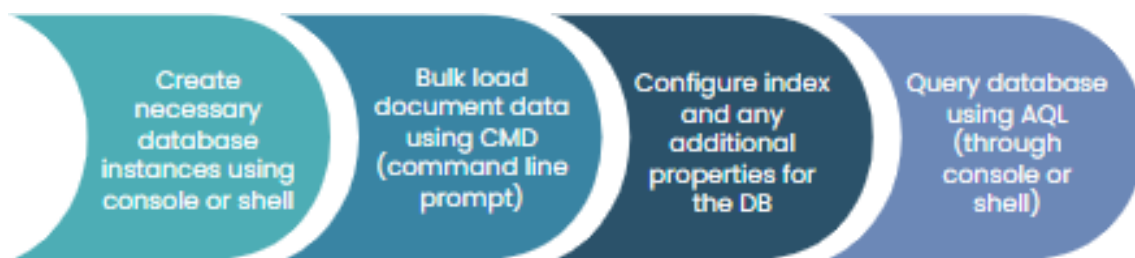 Create
necessary
database
instances using
console or shell
Bulk load
document data
using CMD
(command line
prompt)
Configure index
and any
additional
properties for
the DB
Query database
using AQL
(through
console or
shell)